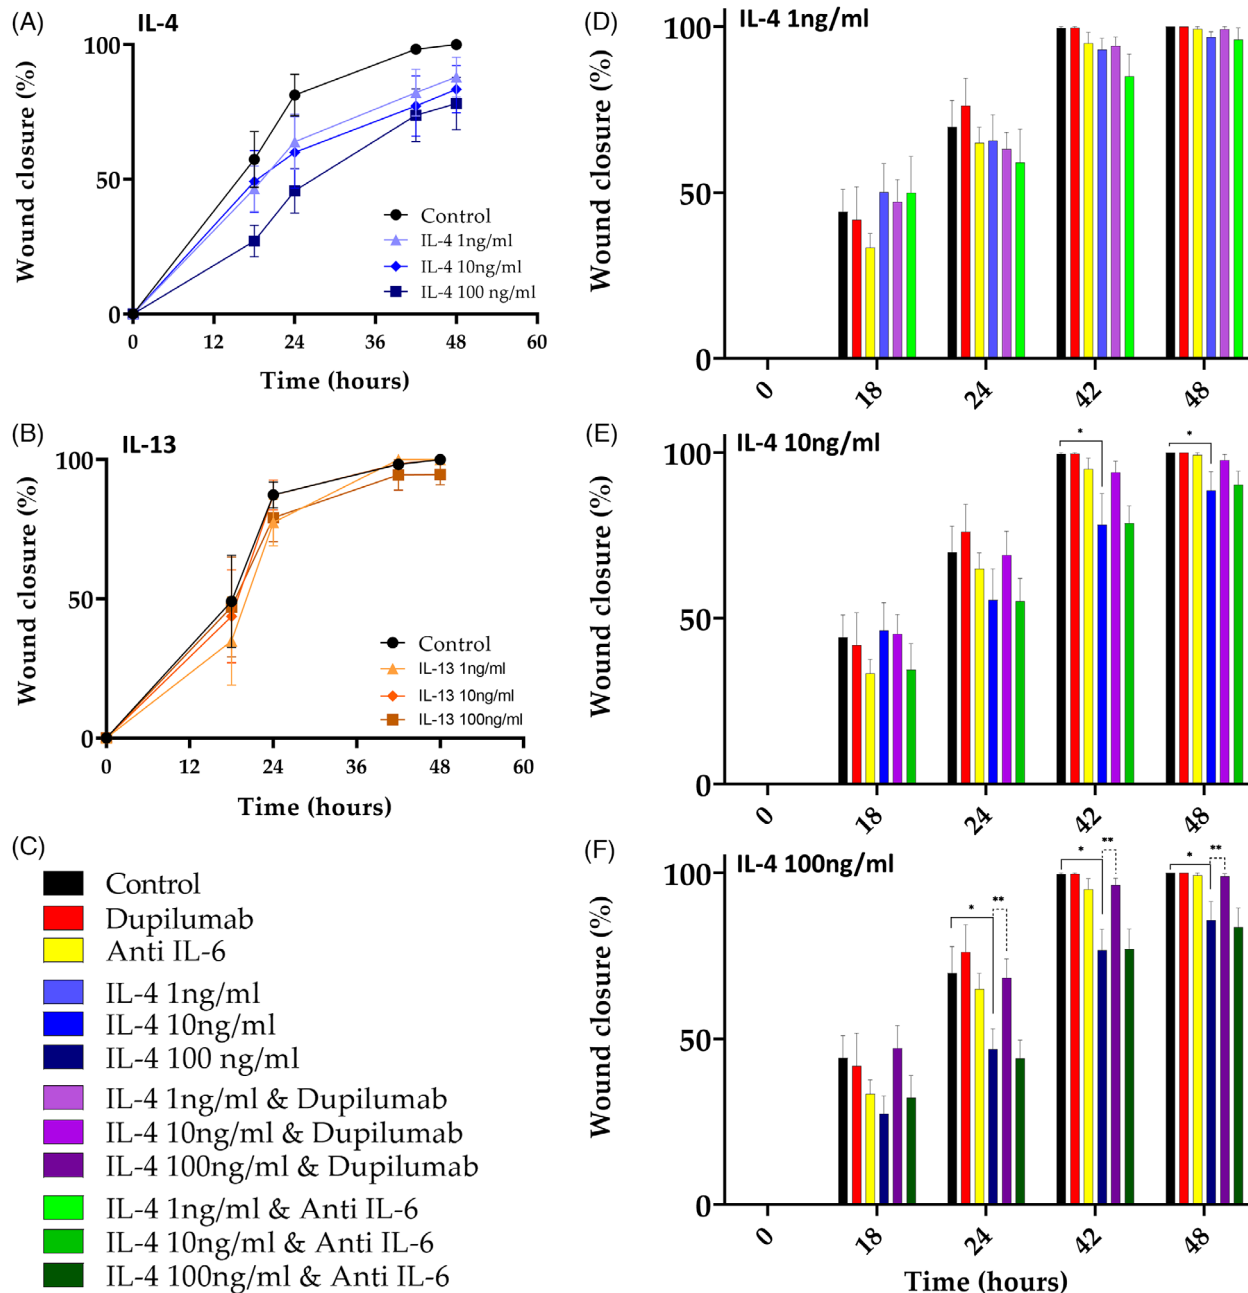 (A)
IL-4
Wound closure (%)
100
50
0
0 12 24 36 48 60
Time (hours)
Control
IL-4 1ng/ml
IL-4 10ng/ml
IL-4 100 ng/ml
(B)
IL-13
Wound closure (%)
100
50
0
0 12 24 36 48 60
Time (hours)
Control
IL-13 1ng/ml
IL-13 10ng/ml
IL-13 100ng/ml
(C)
Control
Dupilumab
Anti IL-6
IL-4 1ng/ml
IL-4 10ng/ml
IL-4 100 ng/ml
IL-4 1ng/ml & Dupilumab
IL-4 10ng/ml & Dupilumab
IL-4 100ng/ml & Dupilumab
IL-4 1ng/ml & Anti IL-6
IL-4 10ng/ml & Anti IL-6
IL-4 100ng/ml & Anti IL-6
(D)
IL-4 1ng/ml
Wound closure (%)
100
50
0
0 18 24 42 48
(E)
IL-4 10ng/ml
Wound closure (%)
* *
100
50
0
0 18 24 42 48
(F)
IL-4 100ng/ml
Wound closure (%)
* ** * ** * **
100
50
0
0 18 24 42 48
Time (hours)